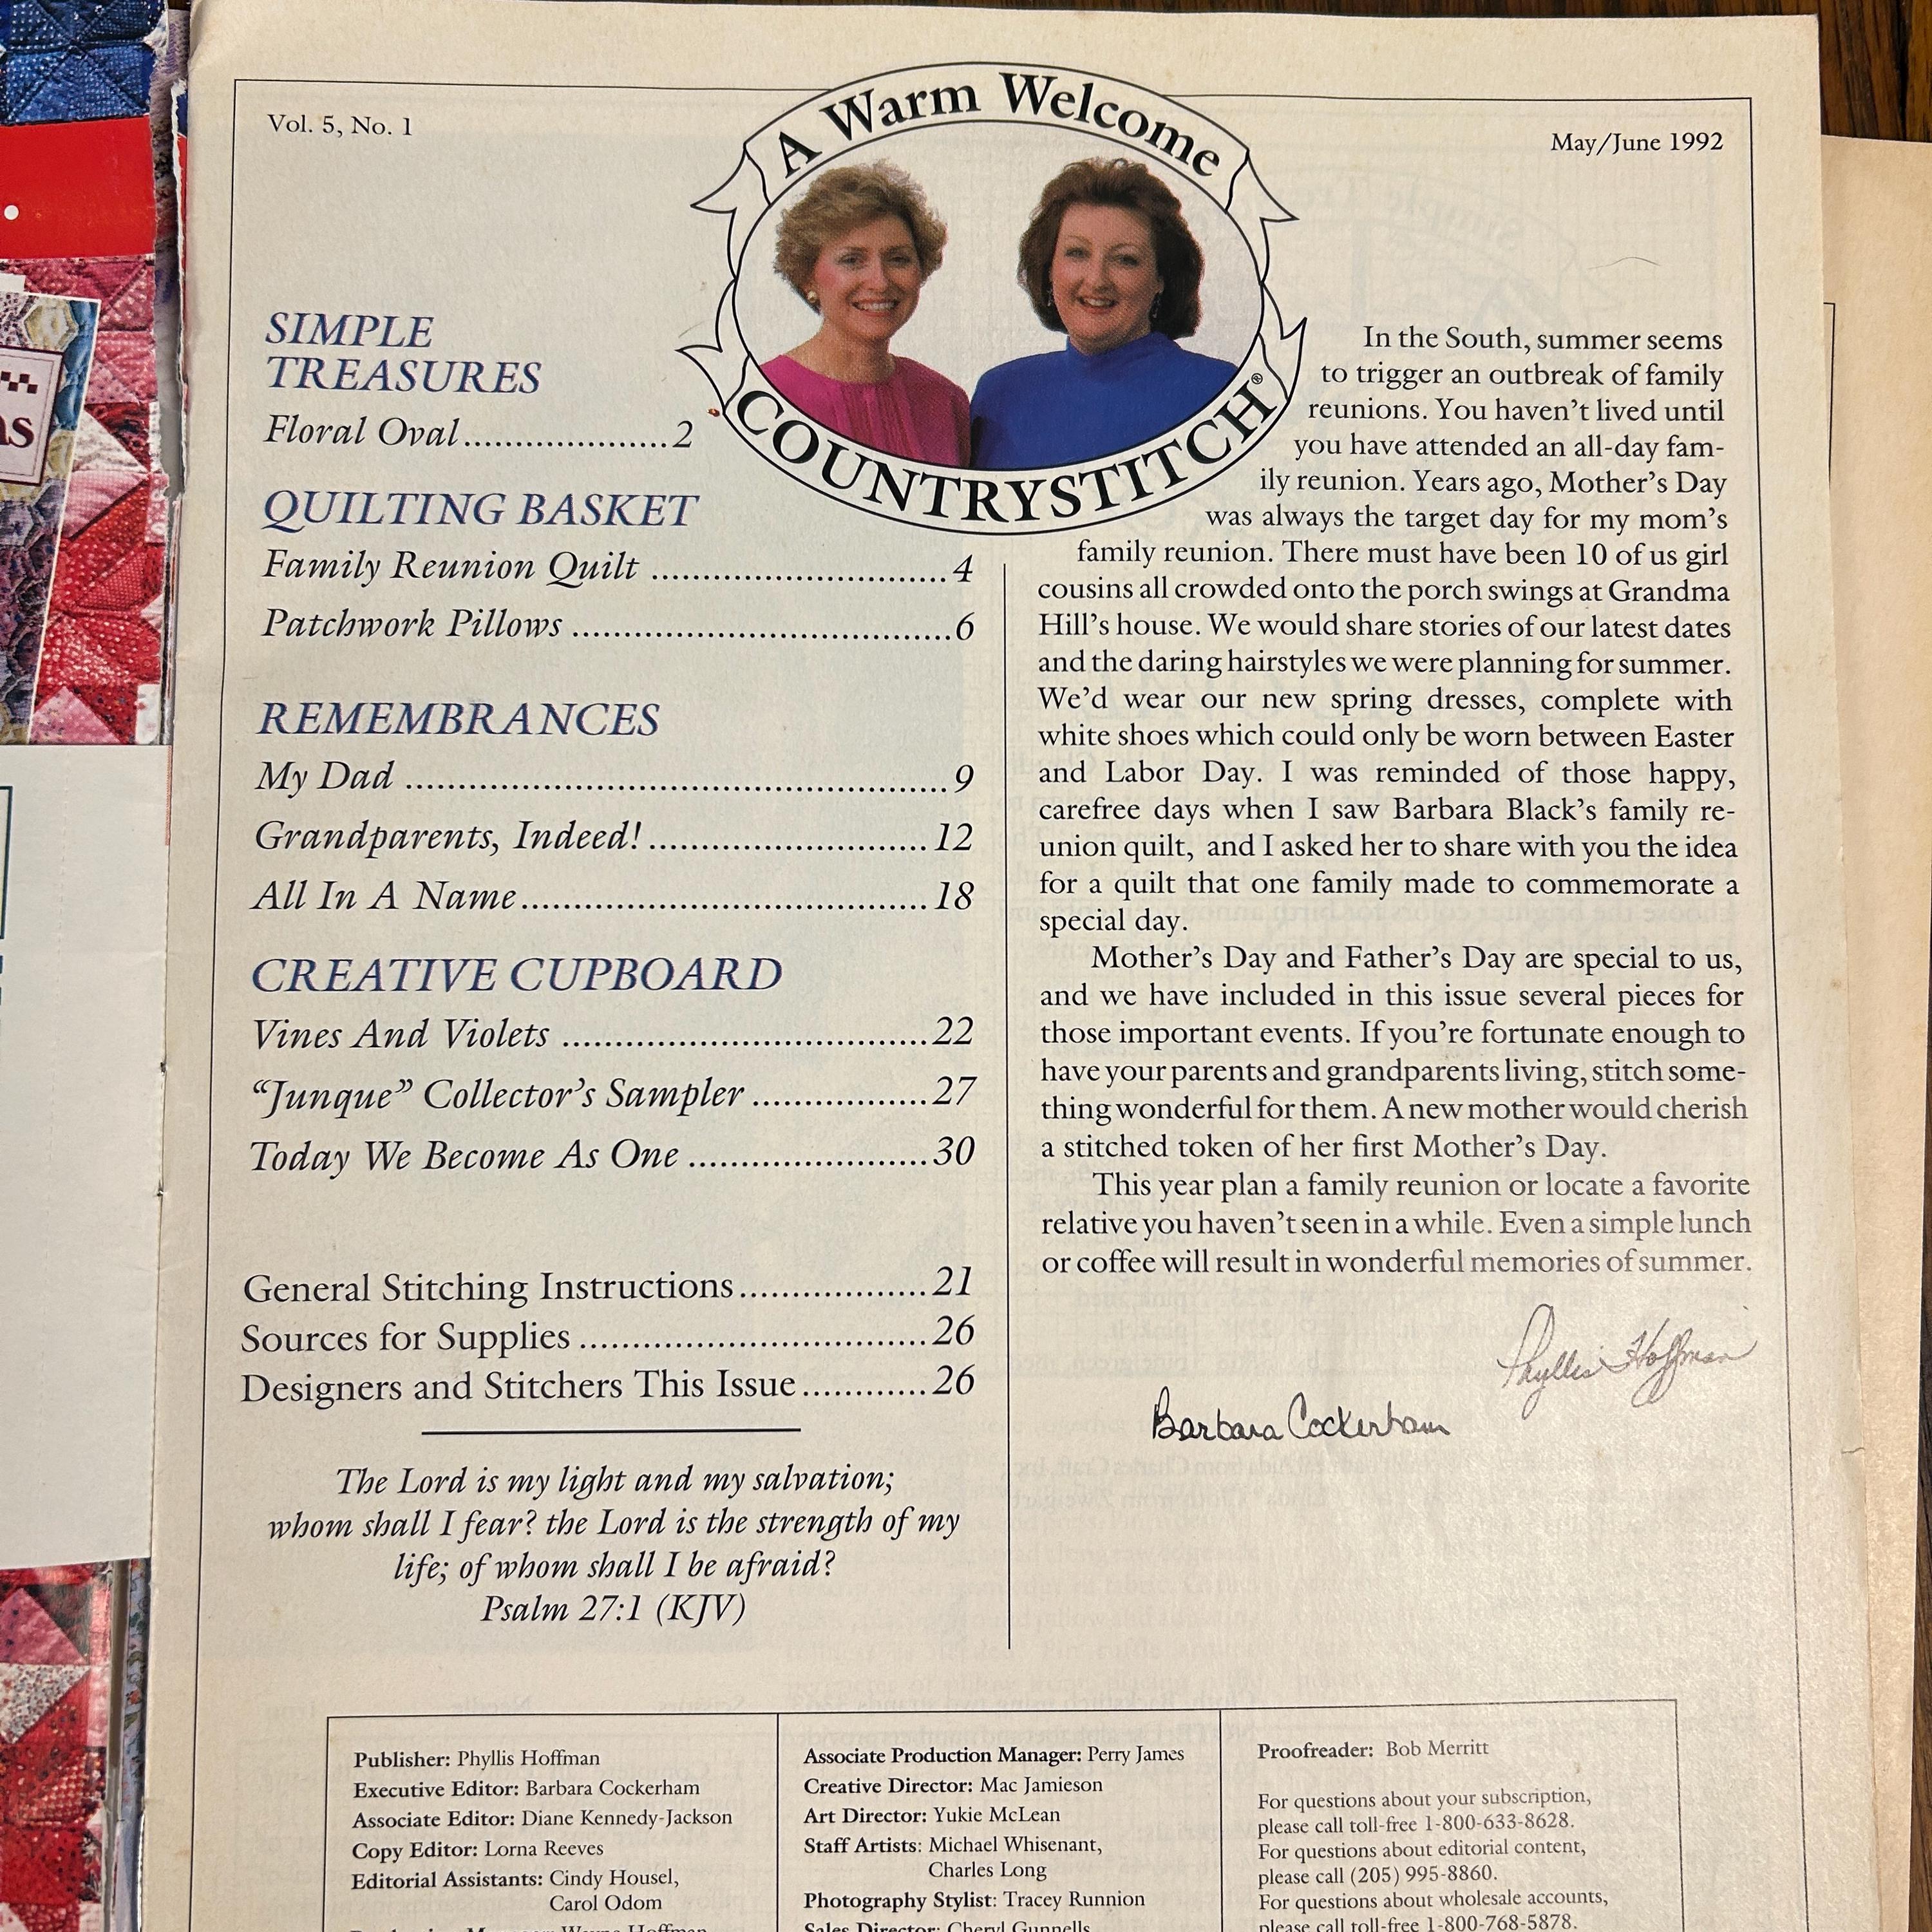 Vol. 5, No. 1
A Warm Welcome
COUNTRYSTITCH®
May/June 1992
SIMPLE
TREASURES
Floral Oval....................2
QUILTING BASKET
Family Reunion Quilt ..............................4
Patchwork Pillows ......................................6
REMEMBRANCES
My Dad .......................................................9
Grandparents, Indeed!............................12
All In A Name..........................................18
CREATIVE CUPBOARD
Vines And Violets .....................................22
“Junque” Collector’s Sampler ..................27
Today We Become As One ........................30
General Stitching Instructions...................21
Sources for Supplies ...................................26
Designers and Stitchers This Issue............26
The Lord is my light and my salvation;
whom shall I fear? the Lord is the strength of my
life; of whom shall I be afraid?
Psalm 27:1 (KJV)
In the South, summer seems
to trigger an outbreak of family
reunions. You haven’t lived until
you have attended an all-day fam-
ily reunion. Years ago, Mother’s Day
was always the target day for my mom’s
family reunion. There must have been 10 of us girl
cousins all crowded onto the porch swings at Grandma
Hill’s house. We would share stories of our latest dates
and the daring hairstyles we were planning for summer.
We’d wear our new spring dresses, complete with
white shoes which could only be worn between Easter
and Labor Day. I was reminded of those happy,
carefree days when I saw Barbara Black’s family re-
union quilt, and I asked her to share with you the idea
for a quilt that one family made to commemorate a
special day.
Mother’s Day and Father’s Day are special to us,
and we have included in this issue several pieces for
those important events. If you’re fortunate enough to
have your parents and grandparents living, stitch some-
thing wonderful for them. A new mother would cherish
a stitched token of her first Mother’s Day.
This year plan a family reunion or locate a favorite
relative you haven’t seen in a while. Even a simple lunch
or coffee will result in wonderful memories of summer.
Phyllis Hoffman
Barbara Cockerham
Publisher: Phyllis Hoffman
Executive Editor: Barbara Cockerham
Associate Editor: Diane Kennedy-Jackson
Copy Editor: Lorna Reeves
Editorial Assistants: Cindy Housel,
Carol Odom
Associate Production Manager: Perry James
Creative Director: Mac Jamieson
Art Director: Yukie McLean
Staff Artists: Michael Whisenant,
Charles Long
Photography Stylist: Tracey Runnion
Sales Director: Cheryl Gunnells
Proofreader: Bob Merritt
For questions about your subscription,
please call toll-free 1-800-633-8628.
For questions about editorial content,
please call (205) 995-8860.
For questions about wholesale accounts,
please call toll-free 1-800-768-5878.